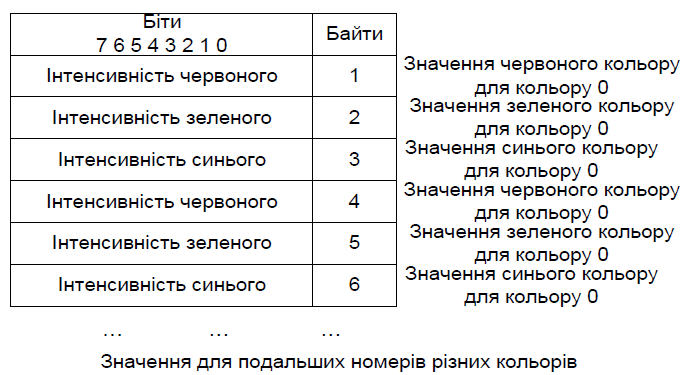 Біти
7 6 5 4 3 2 1 0
Байти
Інтенсивність червоного
1
Значення червоного кольору
для кольору 0
Інтенсивність зеленого
2
Значення зеленого кольору
для кольору 0
Інтенсивність синього
3
Значення синього кольору
для кольору 0
Інтенсивність червоного
4
Значення червоного кольору
для кольору 0
Інтенсивність зеленого
5
Значення зеленого кольору
для кольору 0
Інтенсивність синього
6
Значення синього кольору
для кольору 0
... ... ...
Значення для подальших номерів різних кольорів